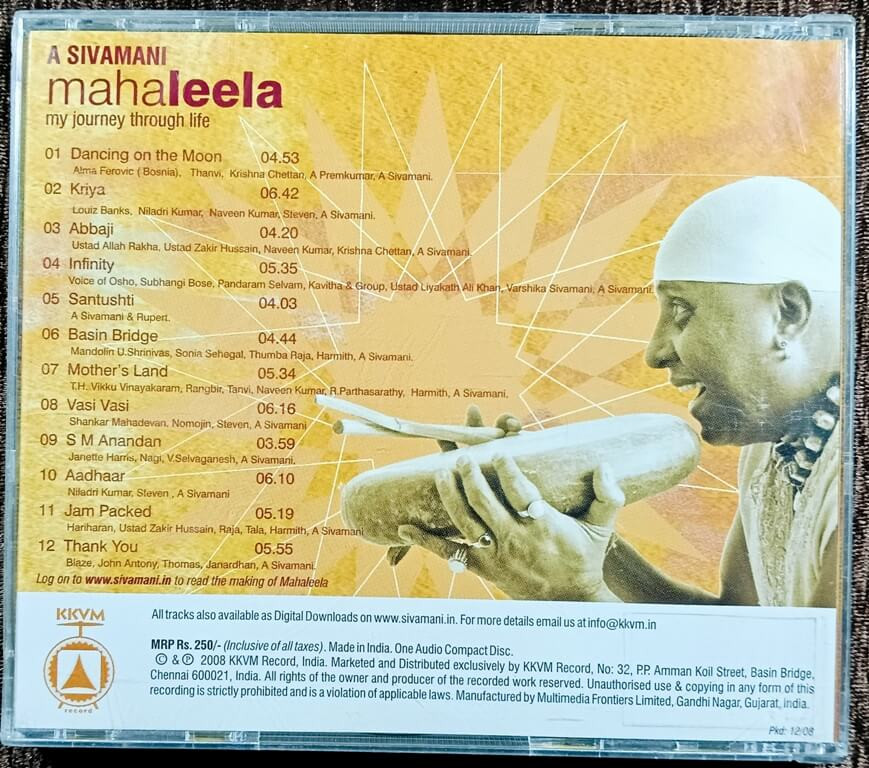 A SIVAMANI
mahaleela
my journey through life
01 Dancing on the Moon 04.53
Alma Ferovic ( Bosnia), Thanvi, Krishna Chettan, A Premkumar, A Sivamani.
02 Kriya 06.42
Louiz Banks, Niladri Kumar, Naveen Kumar, Steven, A Sivamani.
03 Abbaji 04.20
Ustad Allah Rakha, Ustad Zakir Hussain, Naveen Kumar, Krishna Chettan, A Sivamani.
04 Infinity 05.35
Voice of Osho, Subhangi Bose, Pandaram Selvam, Kavitha & Group, Ustad Liyakath Ali Khan, Varshika Sivamani, A Sivamani.
05 Santushti 04.03
A Sivamani & Rupert.
06 Basin Bridge 04.44
Mandolin U.Shrinivas, Sonia Sehegal, Thumba Raja, Harmith, A Sivamani.
07 Mother's Land 05.34
T.H. Vikku Vinayakaram, Rangbir, Tanvi, Naveen Kumar, R.Parthasarathy, Harmith, A Sivamani.
08 Vasi Vasi 06.16
Shankar Mahadevan, Nomojin, Steven, A Sivamani
09 S M Anandan 03.59
Janette Harris, Nagi, V.Selvaganesh, A Sivamani.
10 Aadhaar 06.10
Niladri Kumar, Steven , A Sivamani
11 Jam Packed 05.19
Hariharan, Ustad Zakir Hussain, Raja, Tala, Harmith, A Sivamani
12 Thank You 05.55
Blaze, John Antony, Thomas, Janardhan, A Sivamani.
Log on to www.sivamani.in to read the making of Mahaleela
KKVM
record
All tracks also available as Digital Downloads on www.sivamani.in. For more details email us at info@kkvm.in
MRP Rs. 250/- (Inclusive of all taxes). Made in India. One Audio Compact Disc.
© & ℗ 2008 KKVM Record, India. Marketed and Distributed exclusively by KKVM Record, No: 32, P.P. Amman Koil Street, Basin Bridge,
Chennai 600021, India. All rights of the owner and producer of the recorded work reserved. Unauthorised use & copying in any form of this
recording is strictly prohibited and is a violation of applicable laws. Manufactured by Multimedia Frontiers Limited, Gandhi Nagar, Gujarat, India.
Pkd: 12/08